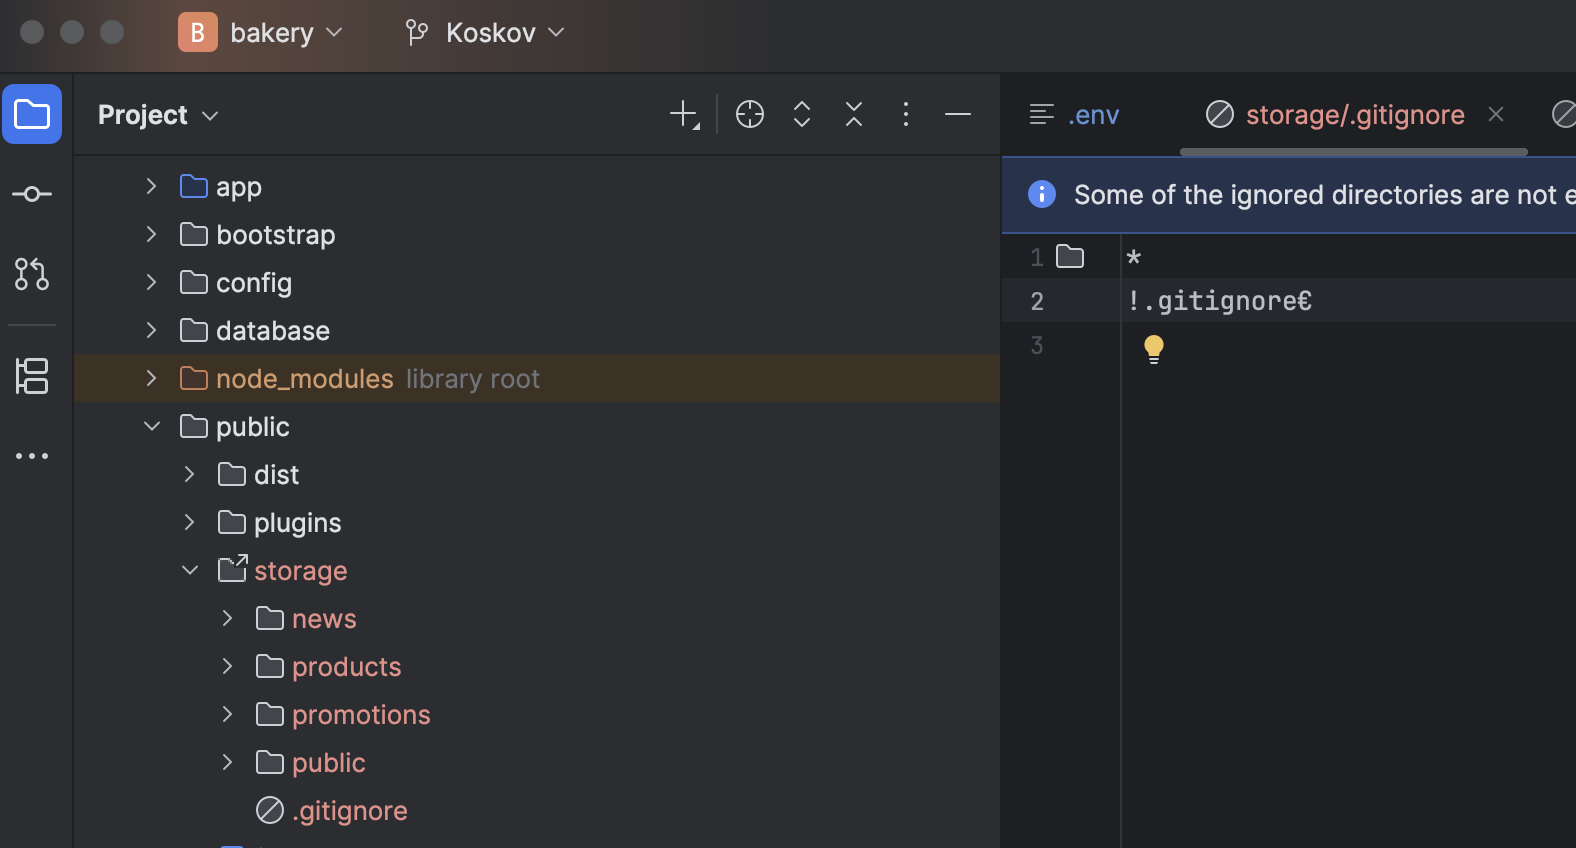 B bakery Koskov
Project
app
bootstrap
config
database
node_modules library root
public
dist
plugins
storage
news
products
promotions
public
.gitignore
.env storage/.gitignore
Some of the ignored directories are not
1 *
2 !.gitignore€
3